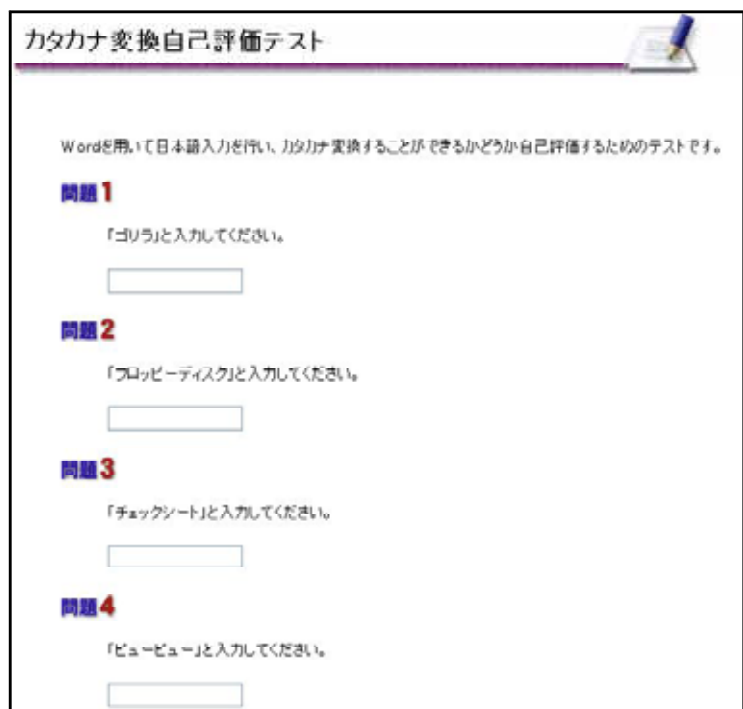 カタカナ変換自己評価テスト
Wordを用いて日本語入力を行い、カタカナ変換することができるかどうか自己評価するためのテストです。
問題1
「ゴリラ」と入力してください。
問題2
「フロッピーディスク」と入力してください。
問題3
「チェックシート」と入力してください。
問題4
「ビュービュー」と入力してください。